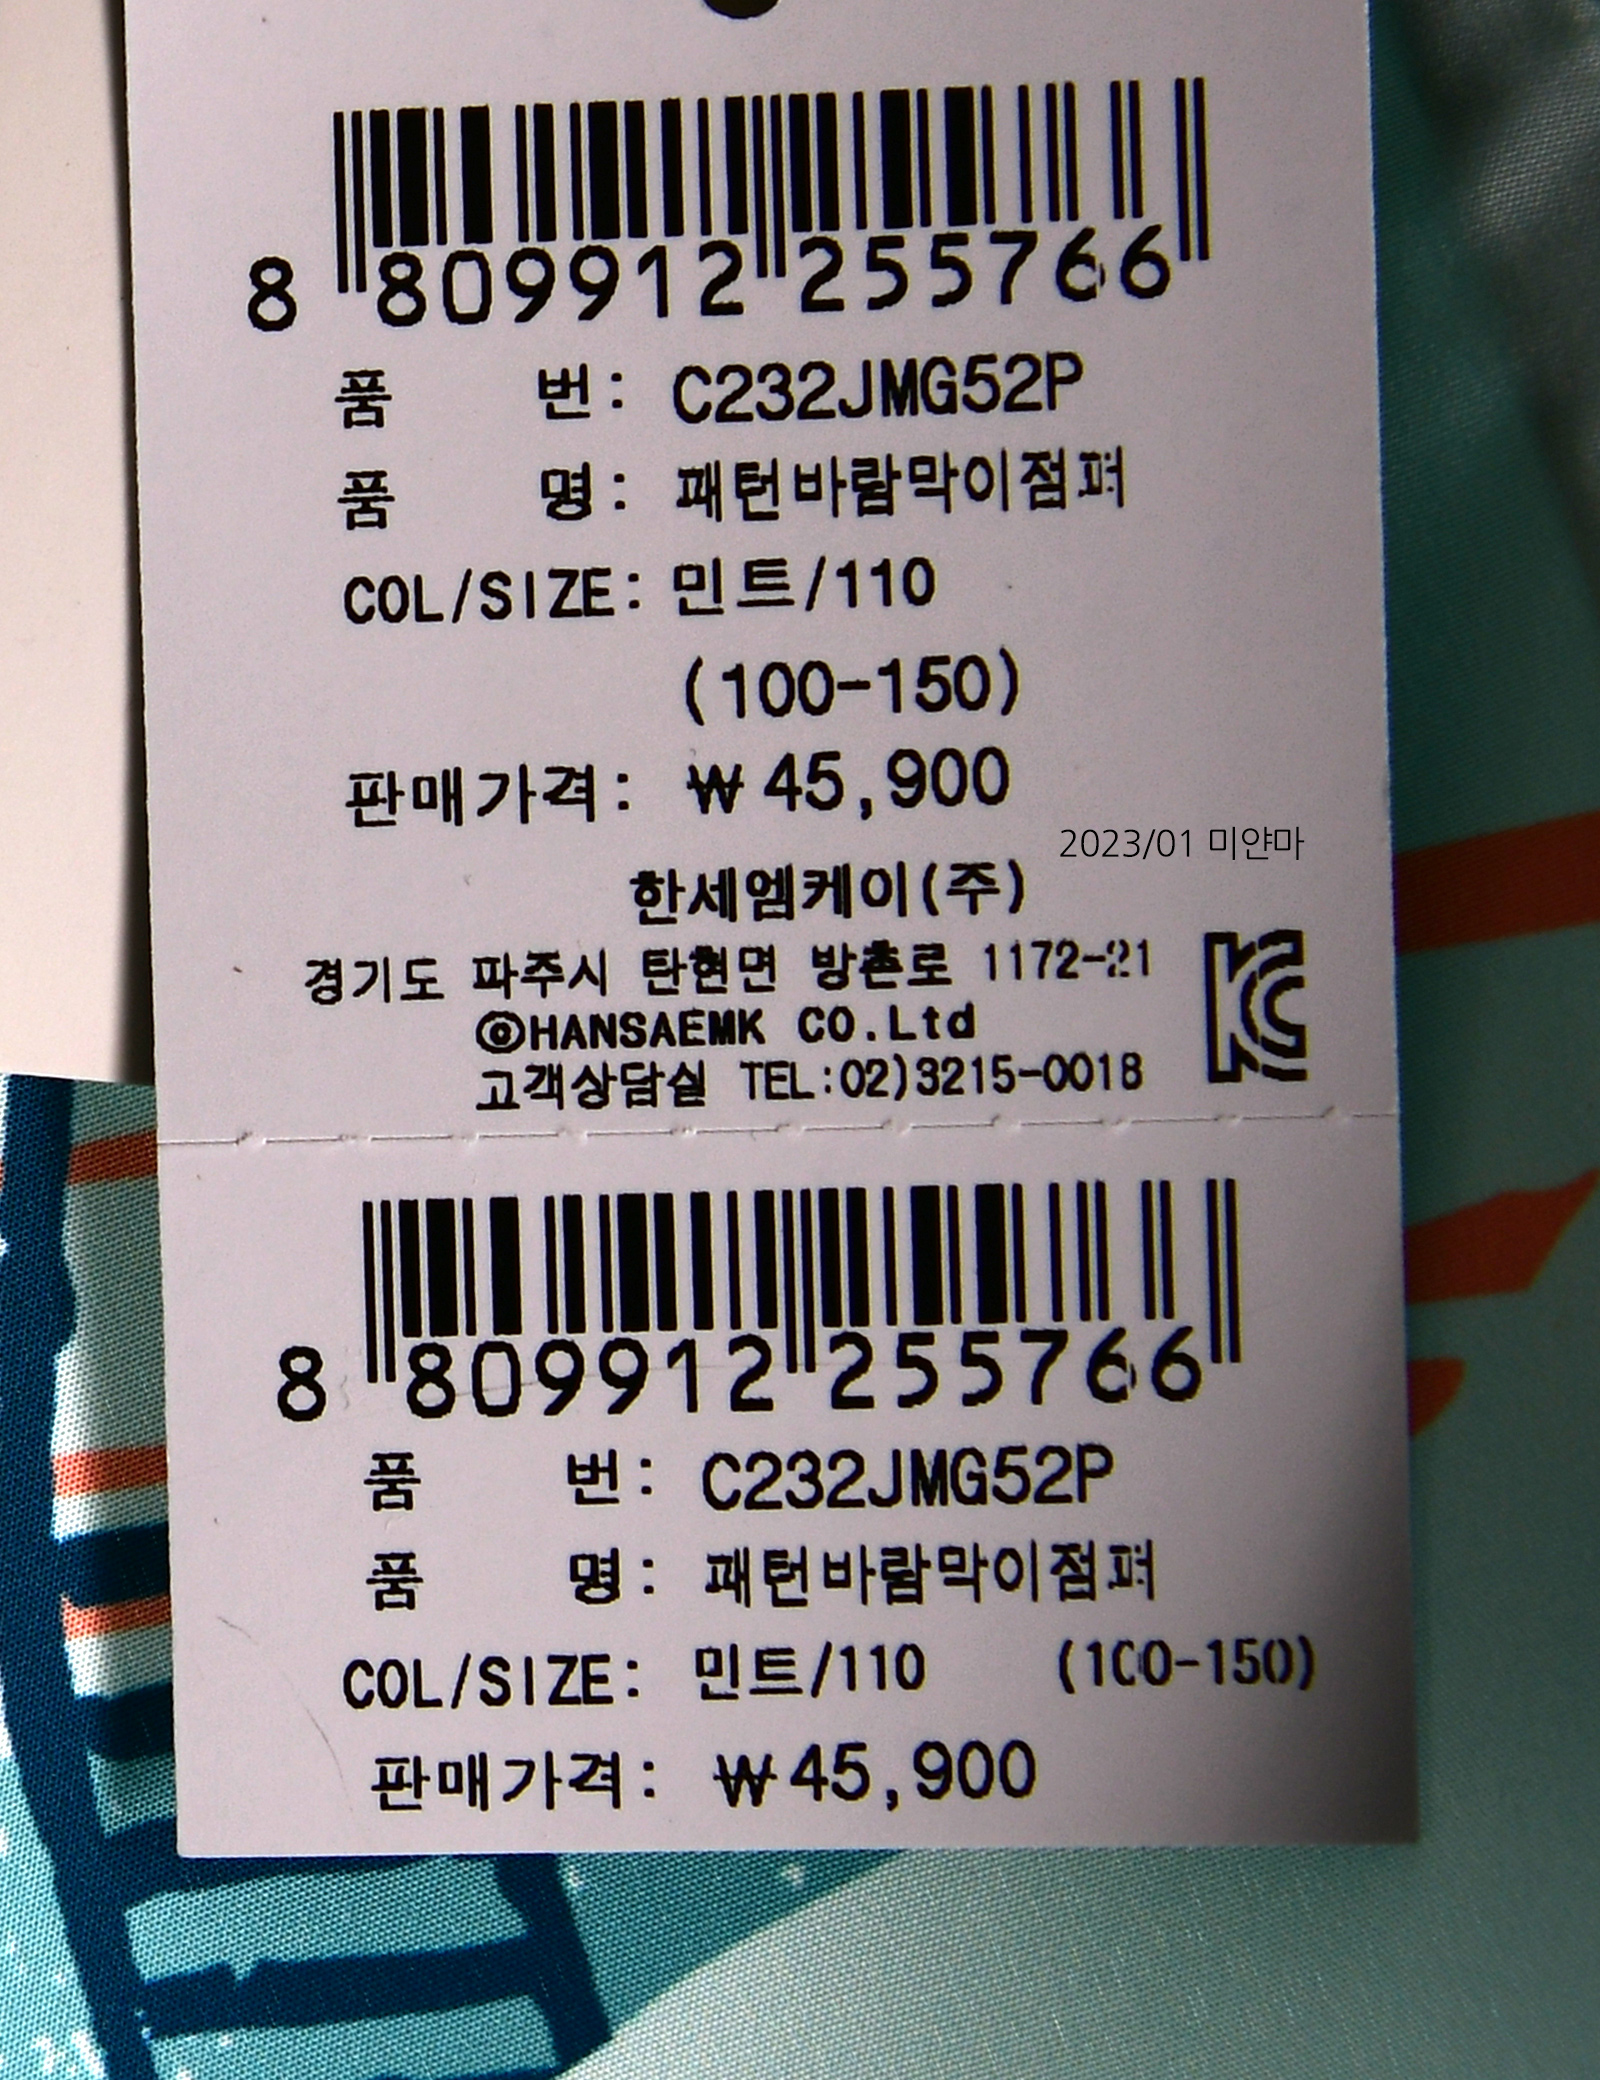 8 809912 255766
품 번: C232JMG52P
품 명: 패턴바람막이점퍼
COL/SIZE: 민트/110
(100-150)
판매가격: ₩45,900
2023/01 미얀마
한세엠케이(주)
경기도 파주시 탄현면 방촌로 1172-21
ⓒHANSAEMK CO.Ltd
고객상담실 TEL:02)3215-0018
8 809912 255766
품 번: C232JMG52P
품 명: 패턴바람막이점퍼
COL/SIZE: 민트/110 (100-150)
판매가격: ₩45,900